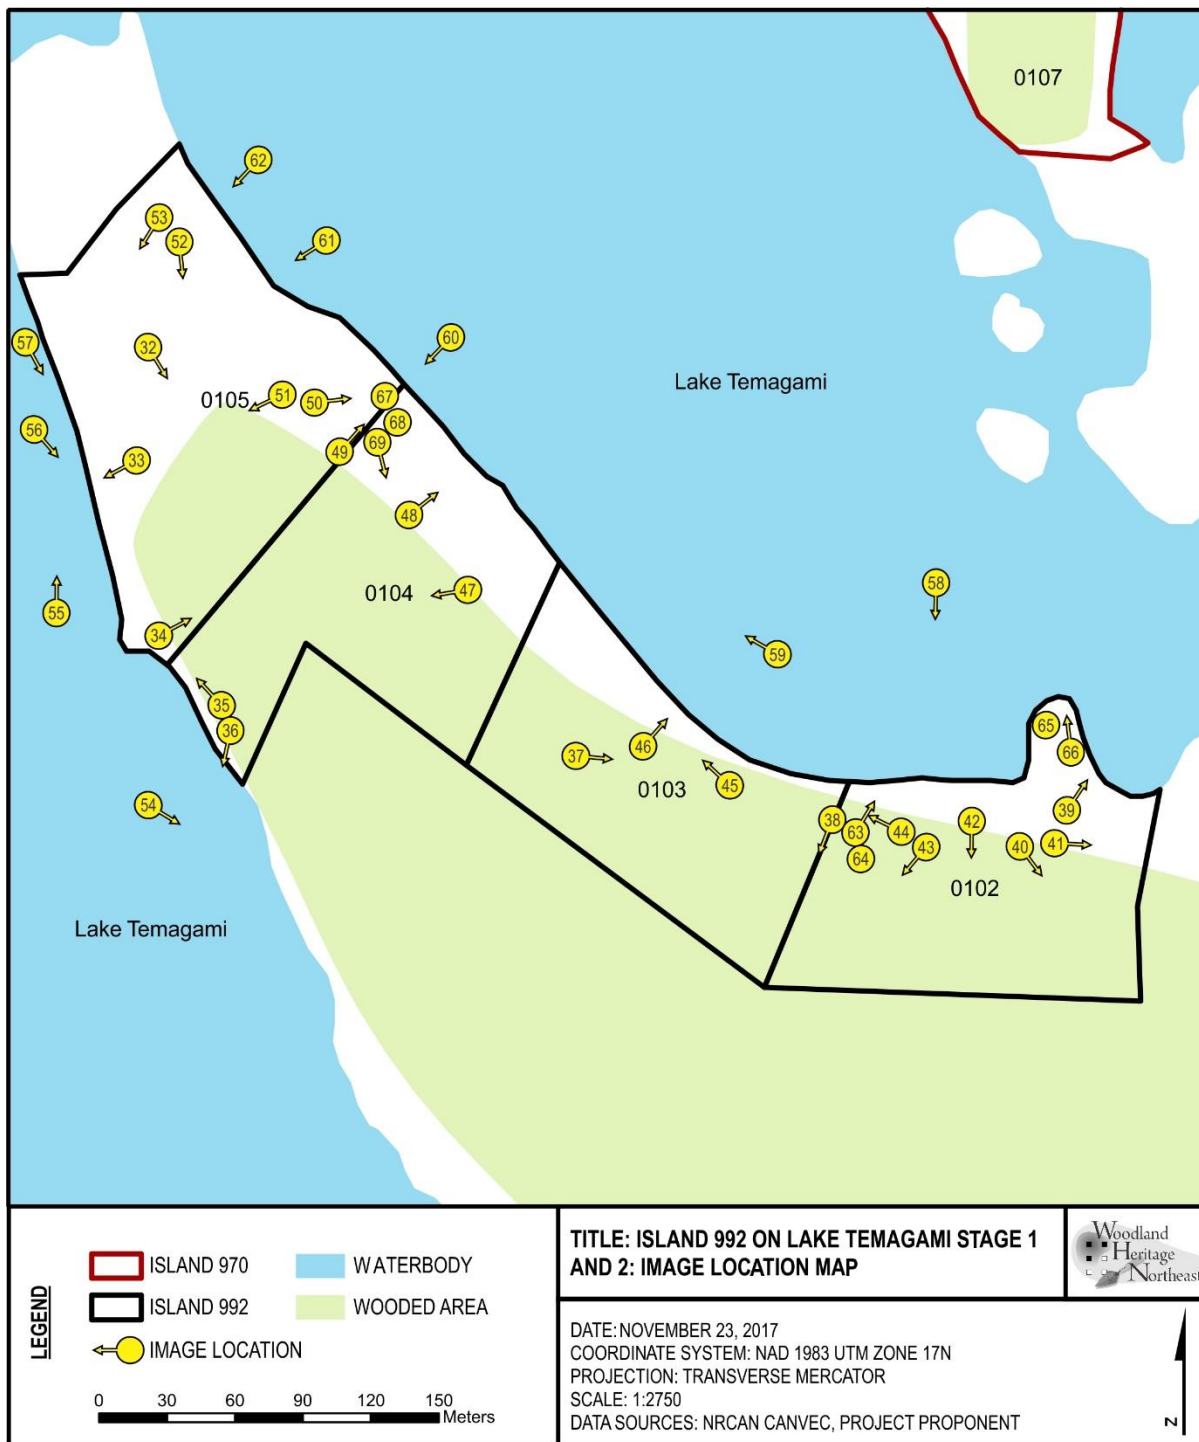 0107
62
53
52
61
57
32
60
Lake Temagami
0105
51
50
67
68
56
69
49
33
48
0104
47
58
55
34
59
35
36
65
66
46
37
45
0103
54
39
38
42
63
44
43
40
41
64
0102
Lake Temagami
LEGEND
ISLAND 970
WATERBODY
ISLAND 992
WOODED AREA
IMAGE LOCATION
0 30 60 90 120 150
Meters
TITLE: ISLAND 992 ON LAKE TEMAGAMI STAGE 1
AND 2: IMAGE LOCATION MAP
Woodland
Heritage
Northeast
DATE: NOVEMBER 23, 2017
COORDINATE SYSTEM: NAD 1983 UTM ZONE 17N
PROJECTION: TRANSVERSE MERCATOR
SCALE: 1:2750
DATA SOURCES: NRCAN CANVEC, PROJECT PROPONENT
N